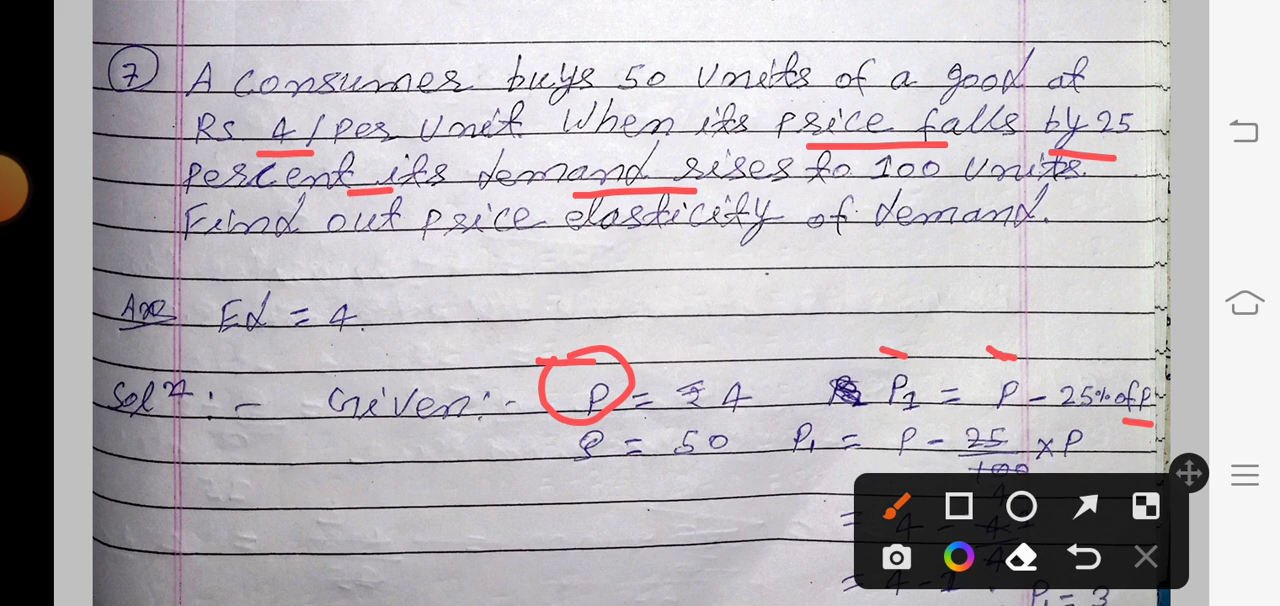 7 A consumer buys 50 units of a good at
Rs 4/per unit. When its price falls by 25
percent its demand rises to 100 units.
Find out price elasticity of demand.
Ans Ed = 4.
Solⁿ:- Given:- P = ₹ 4 P₁ = P - 25% of P
Q = 50 P₁ = P - 25/100 × P
= 4 -
= 4 - 1 P₁ = 3